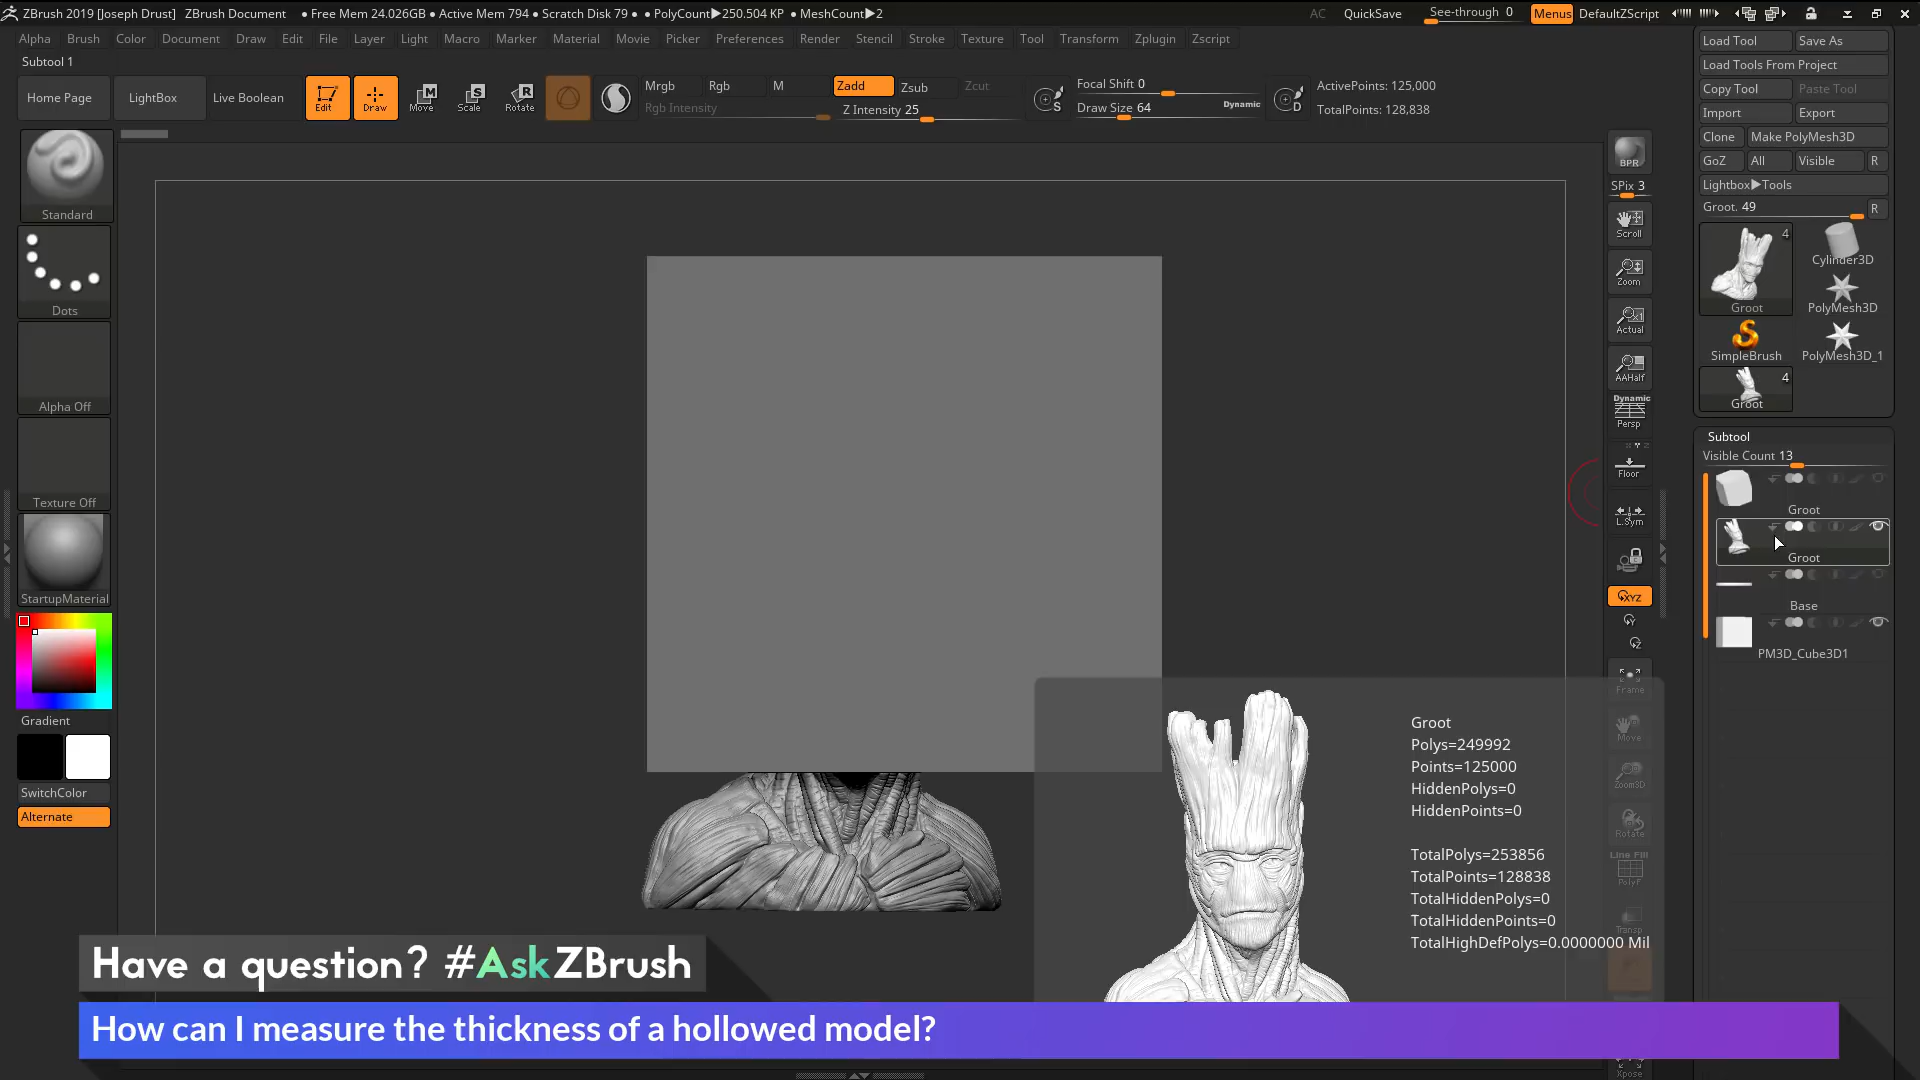 ZBrush 2019 [Joseph Drust] ZBrush Document • Free Mem 24.026GB • Active Mem 794 • Scratch Disk 79 • • PolyCount▶250.504 KP • MeshCount▶2 AC QuickSave See-through 0 Menus DefaultZScript
Alpha Brush Color Document Draw Edit File Layer Light Macro Marker Material Movie Picker Preferences Render Stencil Stroke Texture Tool Transform Zplugin Zscript
Subtool 1
Home Page LightBox Live Boolean Edit Draw Move Scale Rotate
M S R
Mrgb Rgb M Zadd Zsub Zcut
Rgb Intensity Z Intensity 25
S Focal Shift 0
Draw Size 64 Dynamic D
ActivePoints: 125,000
TotalPoints: 128,838
Standard
Dots
Alpha Off
Texture Off
StartupMaterial
Gradient
SwitchColor
Alternate
BPR
SPix 3
Scroll
Zoom
Actual
AAHalf
Dynamic
Persp
Floor
L.Sym
XYZ
Y
Z
Frame
Move
Zoom3D
Rotate
Line Fill
PolyF
Transp
Xpose
Load Tool Save As
Load Tools From Project
Copy Tool Paste Tool
Import Export
Clone Make PolyMesh3D
GoZ All Visible R
Lightbox▶Tools
Groot. 49 R
4
Groot Cylinder3D
PolyMesh3D
SimpleBrush PolyMesh3D_1
4
Groot
Subtool
Visible Count 13
Groot
Groot
Base
PM3D_Cube3D1
Groot
Polys=249992
Points=125000
HiddenPolys=0
HiddenPoints=0
TotalPolys=253856
TotalPoints=128838
TotalHiddenPolys=0
TotalHiddenPoints=0
TotalHighDefPolys=0.0000000 Mil
Have a question? #AskZBrush
How can I measure the thickness of a hollowed model?